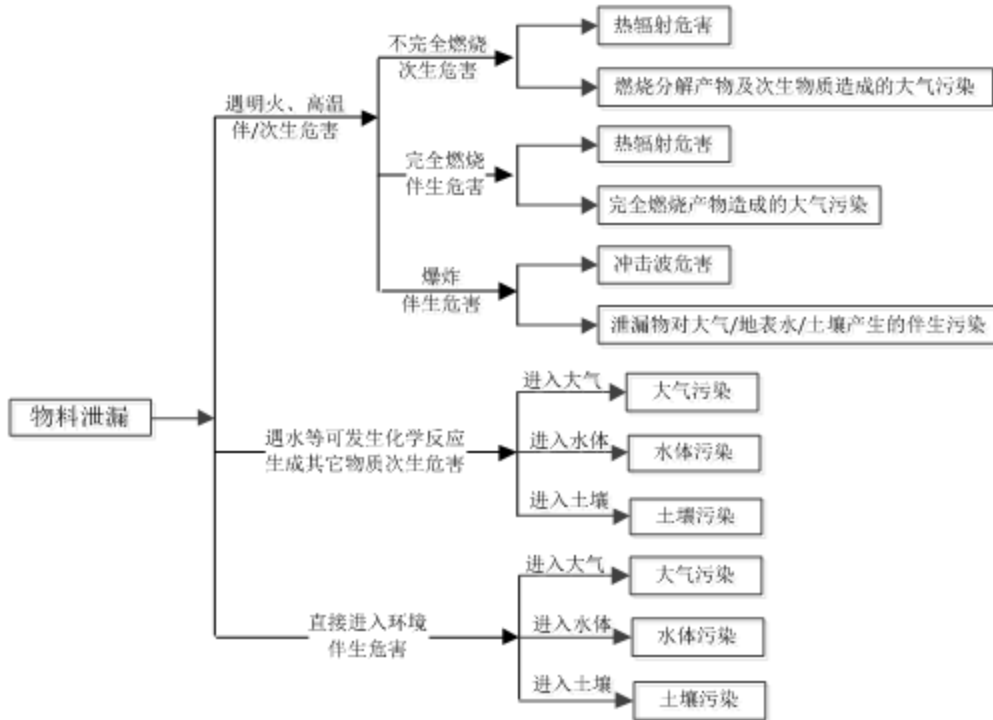 热辐射危害
不完全燃烧
次生危害
燃烧分解产物及次生物质造成的大气污染
遇明火、高温
伴/次生危害
热辐射危害
完全燃烧
伴生危害
完全燃烧产物造成的大气污染
冲击波危害
爆炸
伴生危害
泄漏物对大气/地表水/土壤产生的伴生污染
物料泄漏
进入大气
大气污染
遇水等可发生化学反应
生成其它物质次生危害
进入水体
水体污染
进入土壤
土壤污染
进入大气
大气污染
直接进入环境
伴生危害
进入水体
水体污染
进入土壤
土壤污染